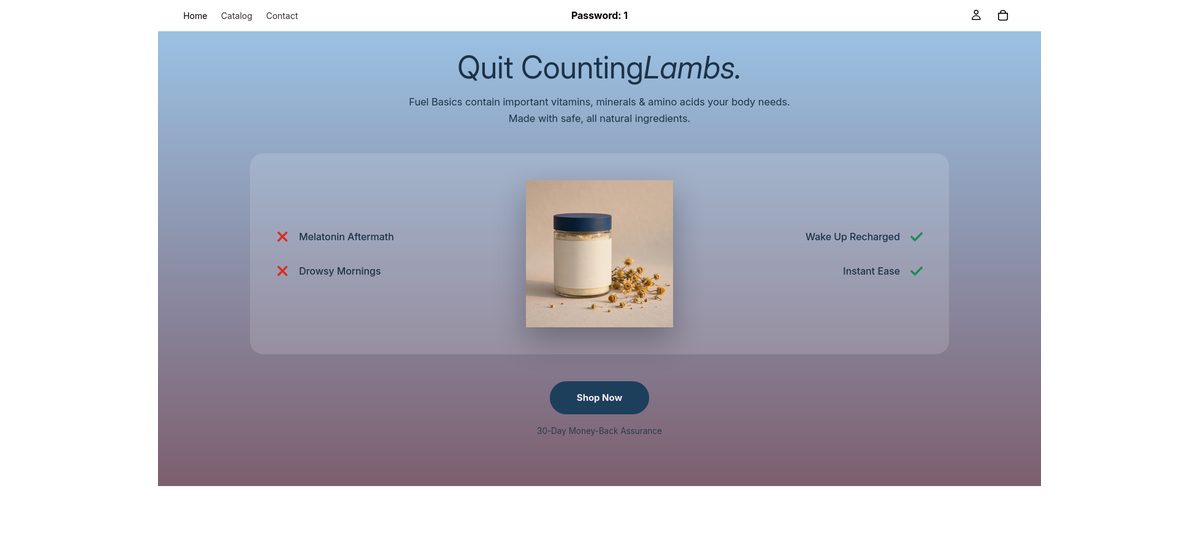 Home Catalog Contact Password: 1
Quit CountingLambs.
Fuel Basics contain important vitamins, minerals & amino acids your body needs.
Made with safe, all natural ingredients.
Melatonin Aftermath
Drowsy Mornings
Wake Up Recharged
Instant Ease
Shop Now
30-Day Money-Back Assurance